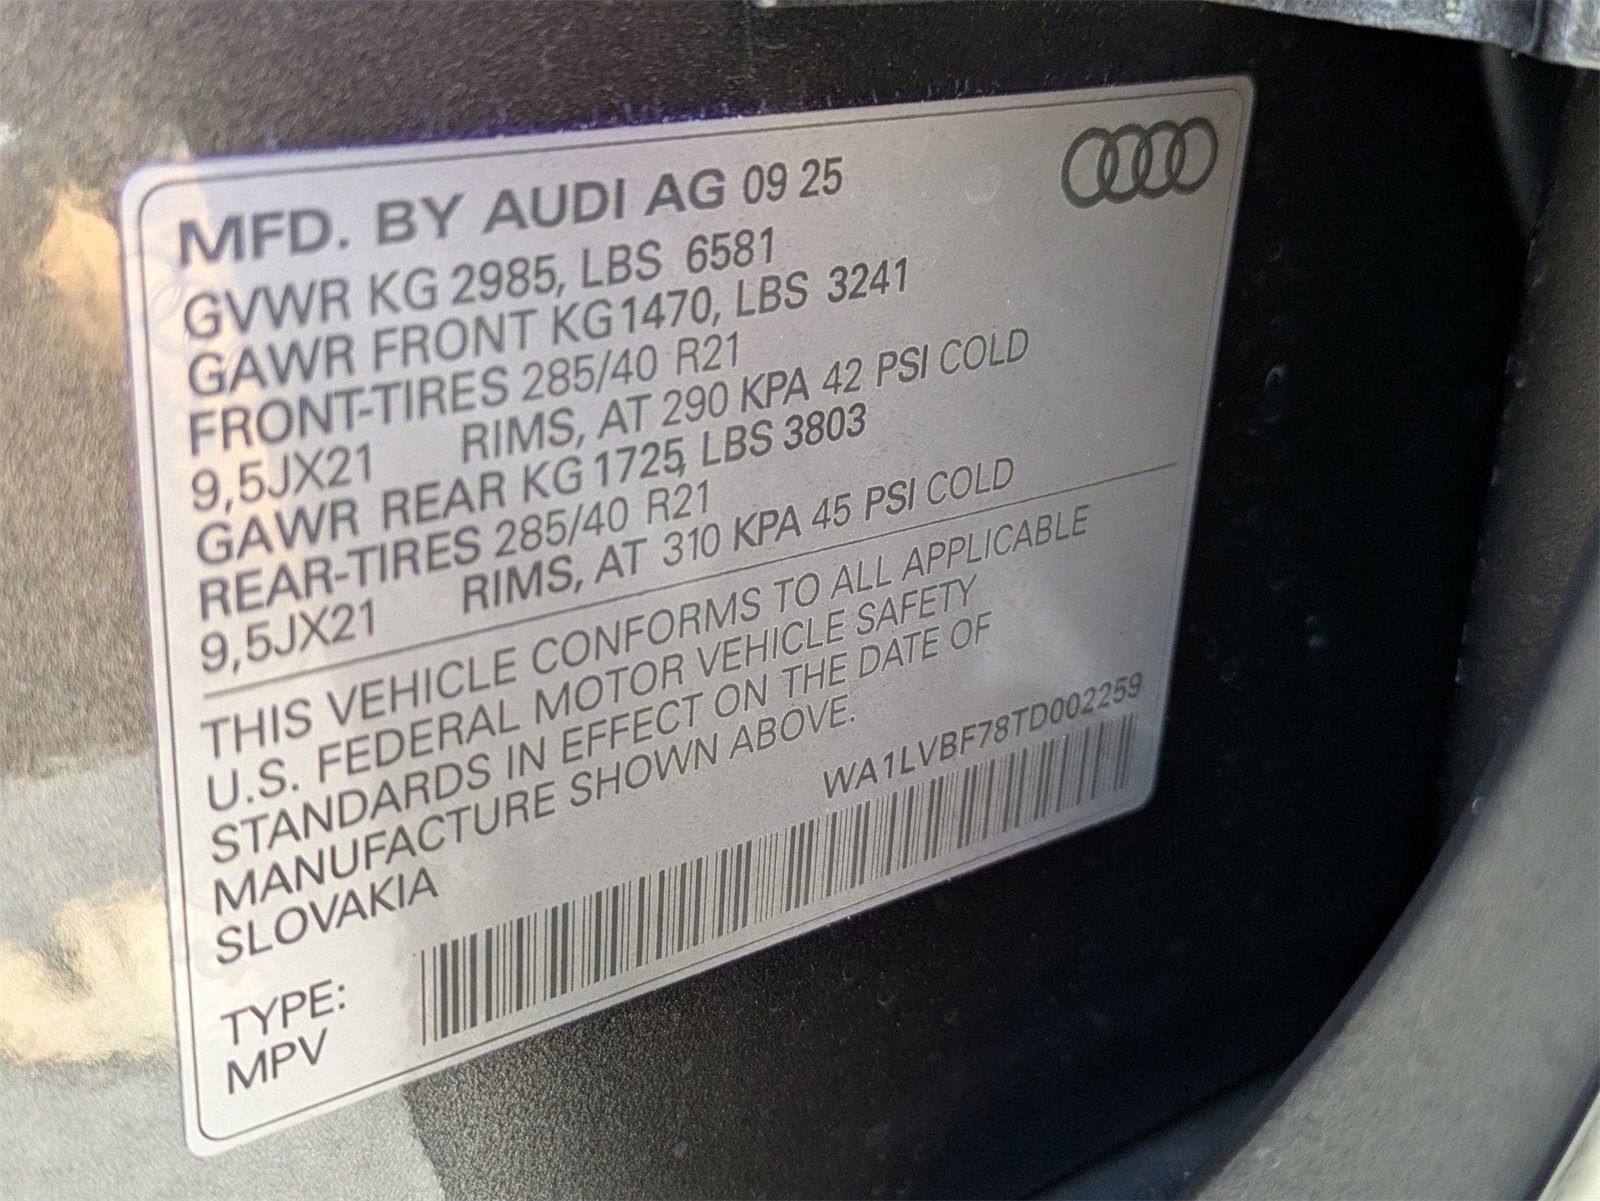 MFD. BY AUDI AG 09 25
GVWR KG 2985, LBS 6581
GAWR FRONT KG 1470, LBS 3241
FRONT-TIRES 285/40 R21
9,5JX21 RIMS, AT 290 KPA 42 PSI COLD
GAWR REAR KG 1725, LBS 3803
REAR-TIRES 285/40 R21
9,5JX21 RIMS, AT 310 KPA 45 PSI COLD
THIS VEHICLE CONFORMS TO ALL APPLICABLE
U.S. FEDERAL MOTOR VEHICLE SAFETY
STANDARDS IN EFFECT ON THE DATE OF
MANUFACTURE SHOWN ABOVE.
SLOVAKIA
WA1LVBF78TD002259
TYPE:
MPV